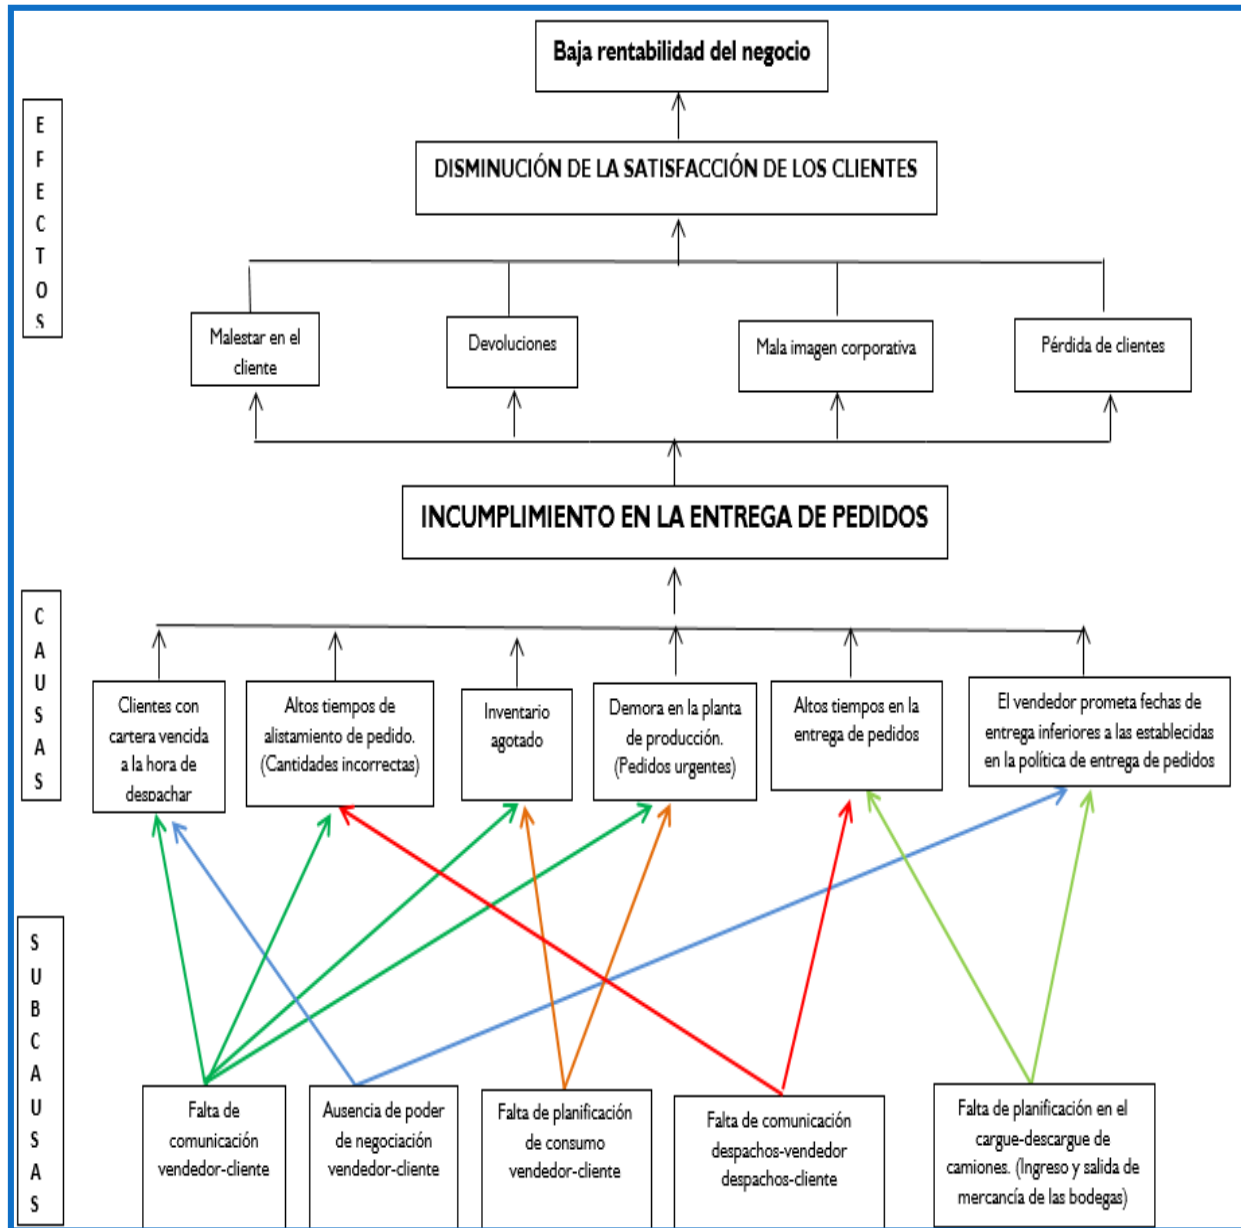 Baja rentabilidad del negocio
EFECTOS
DISMINUCIÓN DE LA SATISFACCIÓN DE LOS CLIENTES
Malestar en el
cliente
Devoluciones
Mala imagen corporativa
Pérdida de clientes
INCUMPLIMIENTO EN LA ENTREGA DE PEDIDOS
CAUSAS
Clientes con
cartera vencida
a la hora de
despachar
Altos tiempos de
alistamiento de pedido.
(Cantidades incorrectas)
Inventario
agotado
Demora en la planta
de producción.
(Pedidos urgentes)
Altos tiempos en la
entrega de pedidos
El vendedor prometa fechas de
entrega inferiores a las establecidas
en la política de entrega de pedidos
SUBCAUSAS
Falta de
comunicación
vendedor-cliente
Ausencia de poder
de negociación
vendedor-cliente
Falta de planificación
de consumo
vendedor-cliente
Falta de comunicación
despachos-vendedor
despachos-cliente
Falta de planificación en el
cargue-descargue de
camiones. (Ingreso y salida de
mercancía de las bodegas)